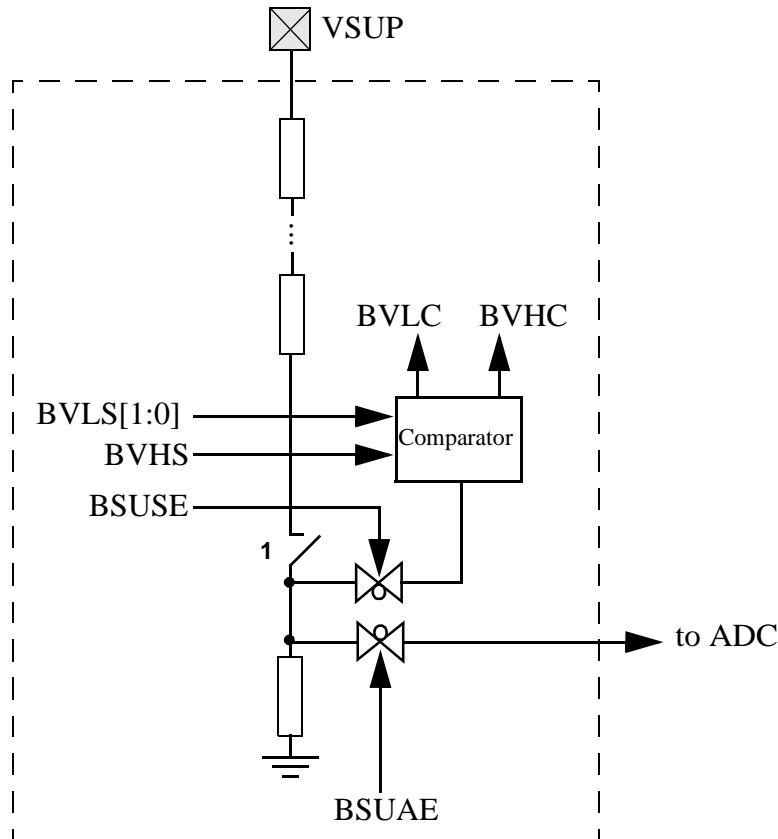 VSUP
BVLC
BVHC
BVLS[1:0]
Comparator
BVHS
BSUSE
1
to ADC
BSUAE